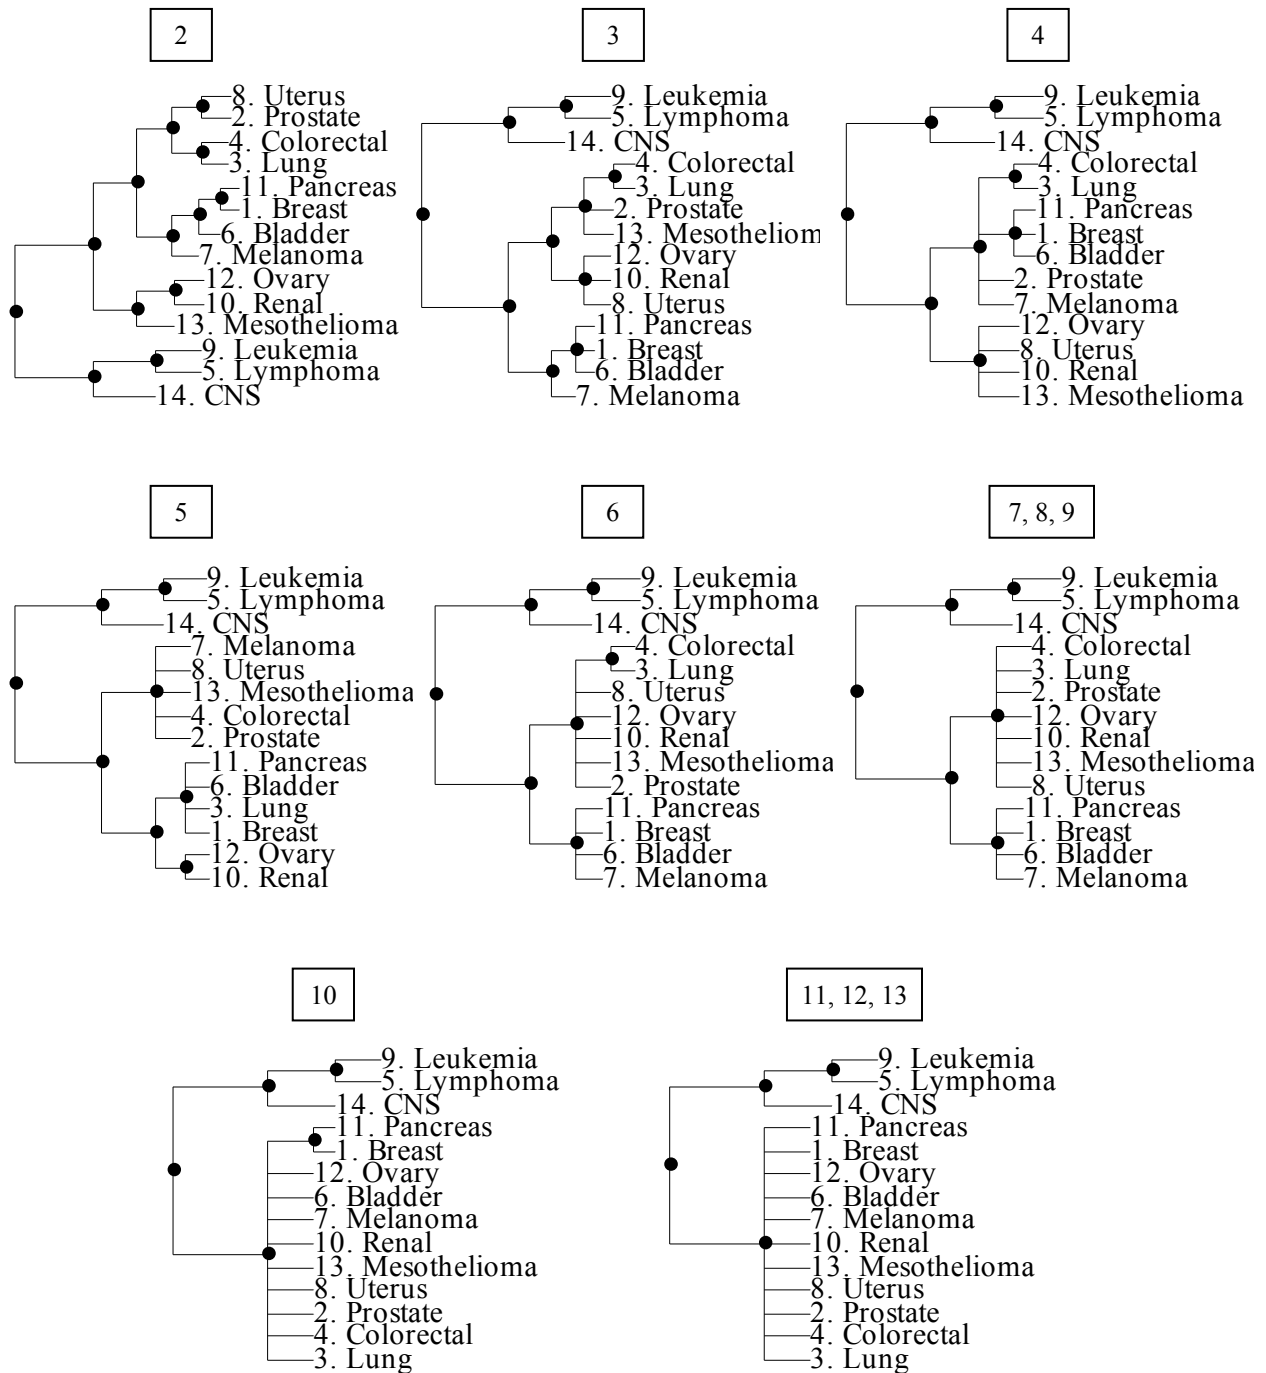 2
8. Uterus
2. Prostate
4. Colorectal
3. Lung
11. Pancreas
1. Breast
6. Bladder
7. Melanoma
12. Ovary
10. Renal
13. Mesothelioma
9. Leukemia
5. Lymphoma
14. CNS
3
9. Leukemia
5. Lymphoma
14. CNS
4. Colorectal
3. Lung
2. Prostate
13. Mesotheliom
12. Ovary
10. Renal
8. Uterus
11. Pancreas
1. Breast
6. Bladder
7. Melanoma
4
9. Leukemia
5. Lymphoma
14. CNS
4. Colorectal
3. Lung
11. Pancreas
1. Breast
6. Bladder
2. Prostate
7. Melanoma
12. Ovary
8. Uterus
10. Renal
13. Mesothelioma
5
9. Leukemia
5. Lymphoma
14. CNS
7. Melanoma
8. Uterus
13. Mesothelioma
4. Colorectal
2. Prostate
11. Pancreas
6. Bladder
3. Lung
1. Breast
12. Ovary
10. Renal
6
9. Leukemia
5. Lymphoma
14. CNS
4. Colorectal
3. Lung
8. Uterus
12. Ovary
10. Renal
13. Mesothelioma
2. Prostate
11. Pancreas
1. Breast
6. Bladder
7. Melanoma
7, 8, 9
9. Leukemia
5. Lymphoma
14. CNS
4. Colorectal
3. Lung
2. Prostate
12. Ovary
10. Renal
13. Mesothelioma
8. Uterus
11. Pancreas
1. Breast
6. Bladder
7. Melanoma
10
9. Leukemia
5. Lymphoma
14. CNS
11. Pancreas
1. Breast
12. Ovary
6. Bladder
7. Melanoma
10. Renal
13. Mesothelioma
8. Uterus
2. Prostate
4. Colorectal
3. Lung
11, 12, 13
9. Leukemia
5. Lymphoma
14. CNS
11. Pancreas
1. Breast
12. Ovary
6. Bladder
7. Melanoma
10. Renal
13. Mesothelioma
8. Uterus
2. Prostate
4. Colorectal
3. Lung